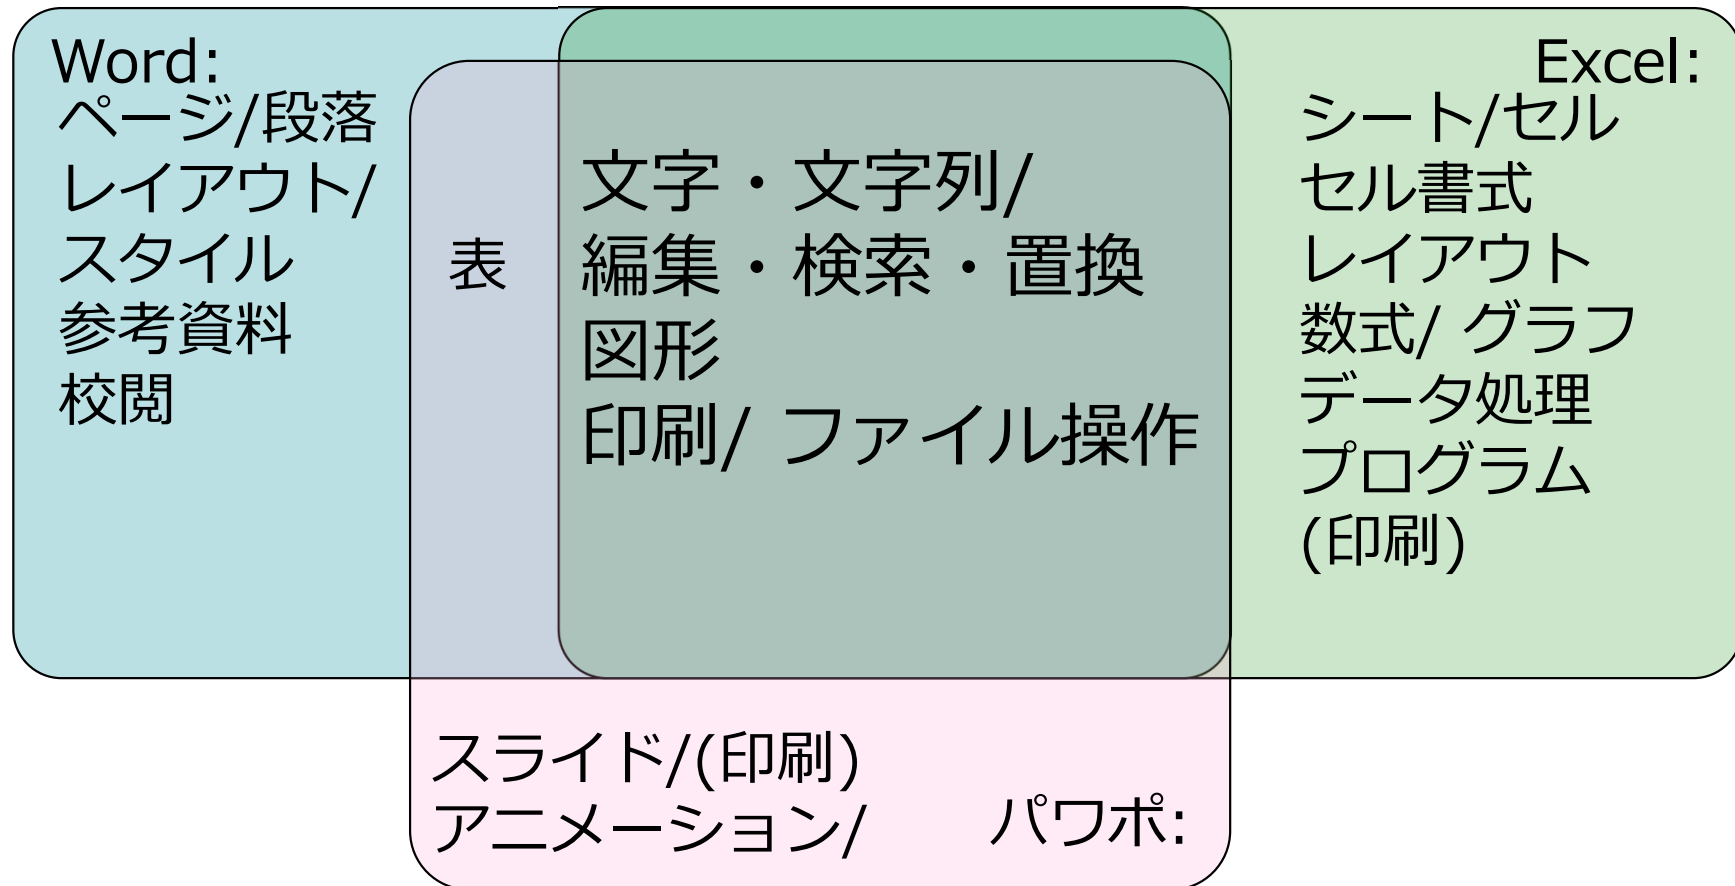 Word:
ページ/段落
レイアウト/
スタイル
参考資料
校閲
表
文字・文字列/
編集・検索・置換
図形
印刷/ ファイル操作
Excel:
シート/セル
セル書式
レイアウト
数式/ グラフ
データ処理
プログラム
(印刷)
スライド/(印刷)
アニメーション/
パワポ: